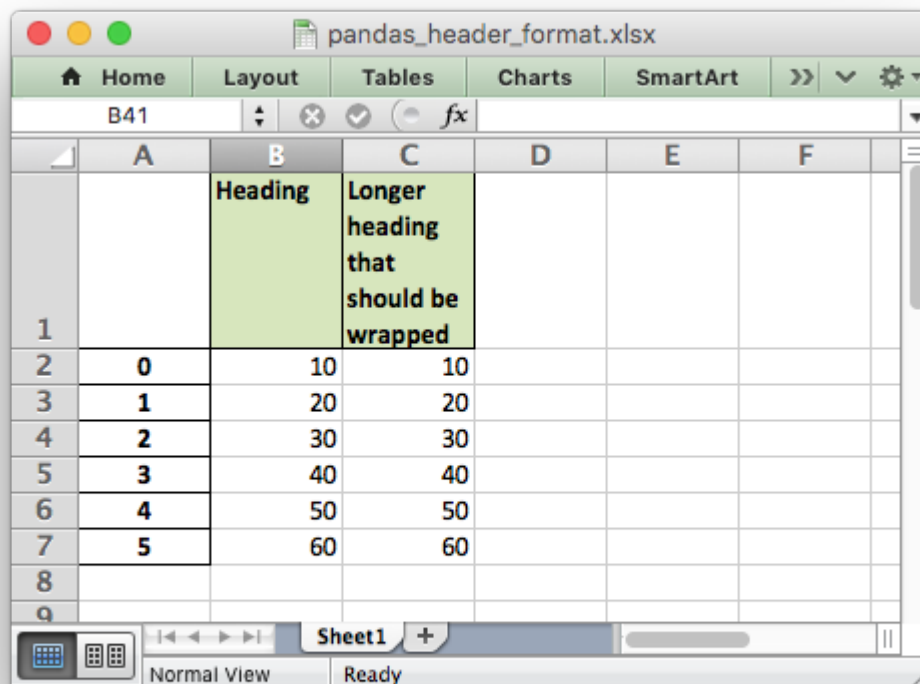 pandas_header_format.xlsx
Home Layout Tables Charts SmartArt
B41 fx
A B C D E F
1 Heading Longer
heading
that
should be
wrapped
2 0 10 10
3 1 20 20
4 2 30 30
5 3 40 40
6 4 50 50
7 5 60 60
8
9
Sheet1 +
Normal View Ready